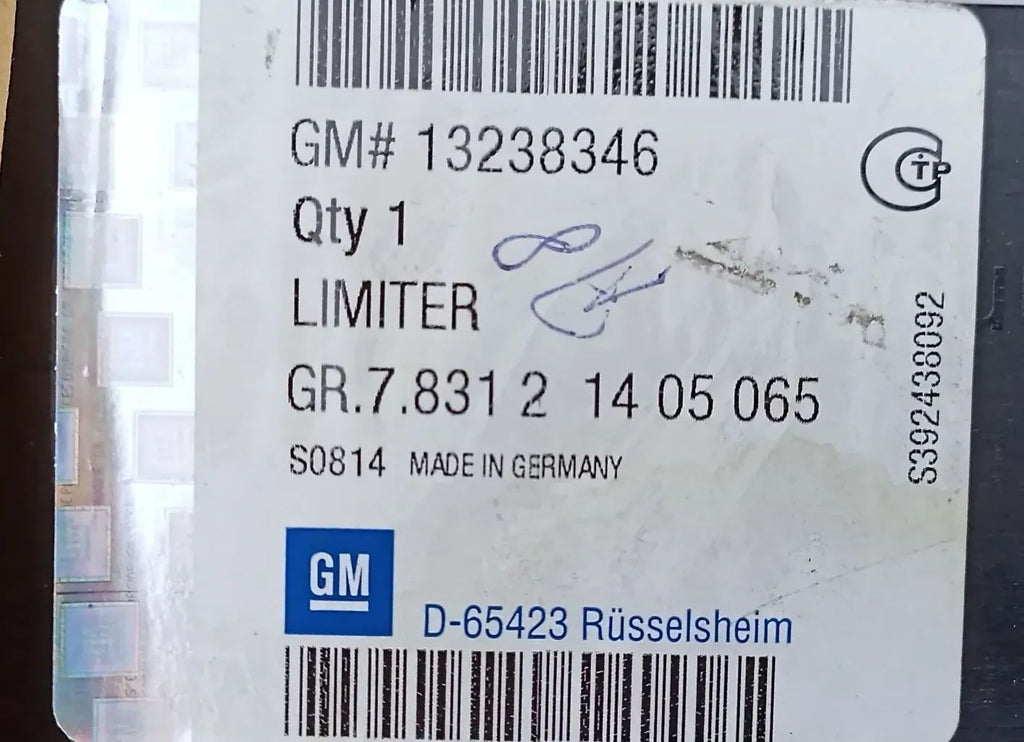 GM# 13238346
Qty 1
LIMITER
GR.7.831 2 14 05 065
S0814 MADE IN GERMANY
GM
D-65423 Rüsselsheim
S392438092